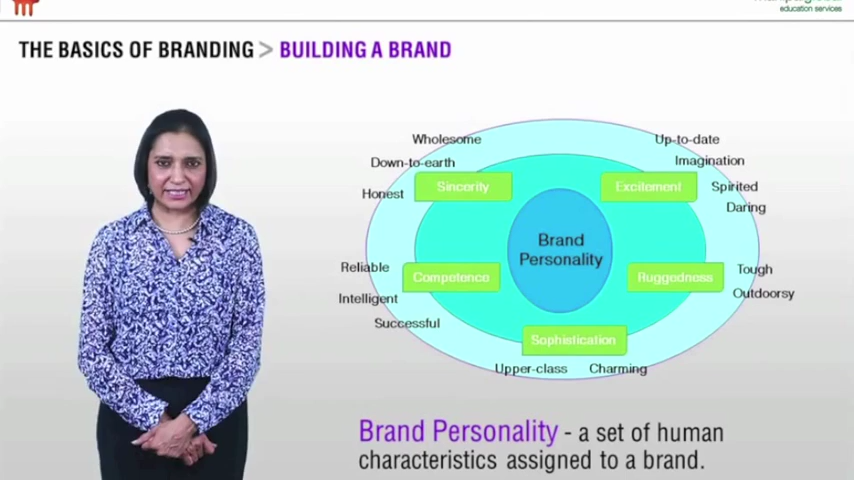 education services
THE BASICS OF BRANDING > BUILDING A BRAND
Wholesome
Down-to-earth
Honest
Sincerity
Up-to-date
Imagination
Spirited
Daring
Excitement
Brand
Personality
Reliable
Intelligent
Successful
Competence
Tough
Outdoorsy
Ruggedness
Sophistication
Upper-class
Charming
Brand Personality - a set of human
characteristics assigned to a brand.